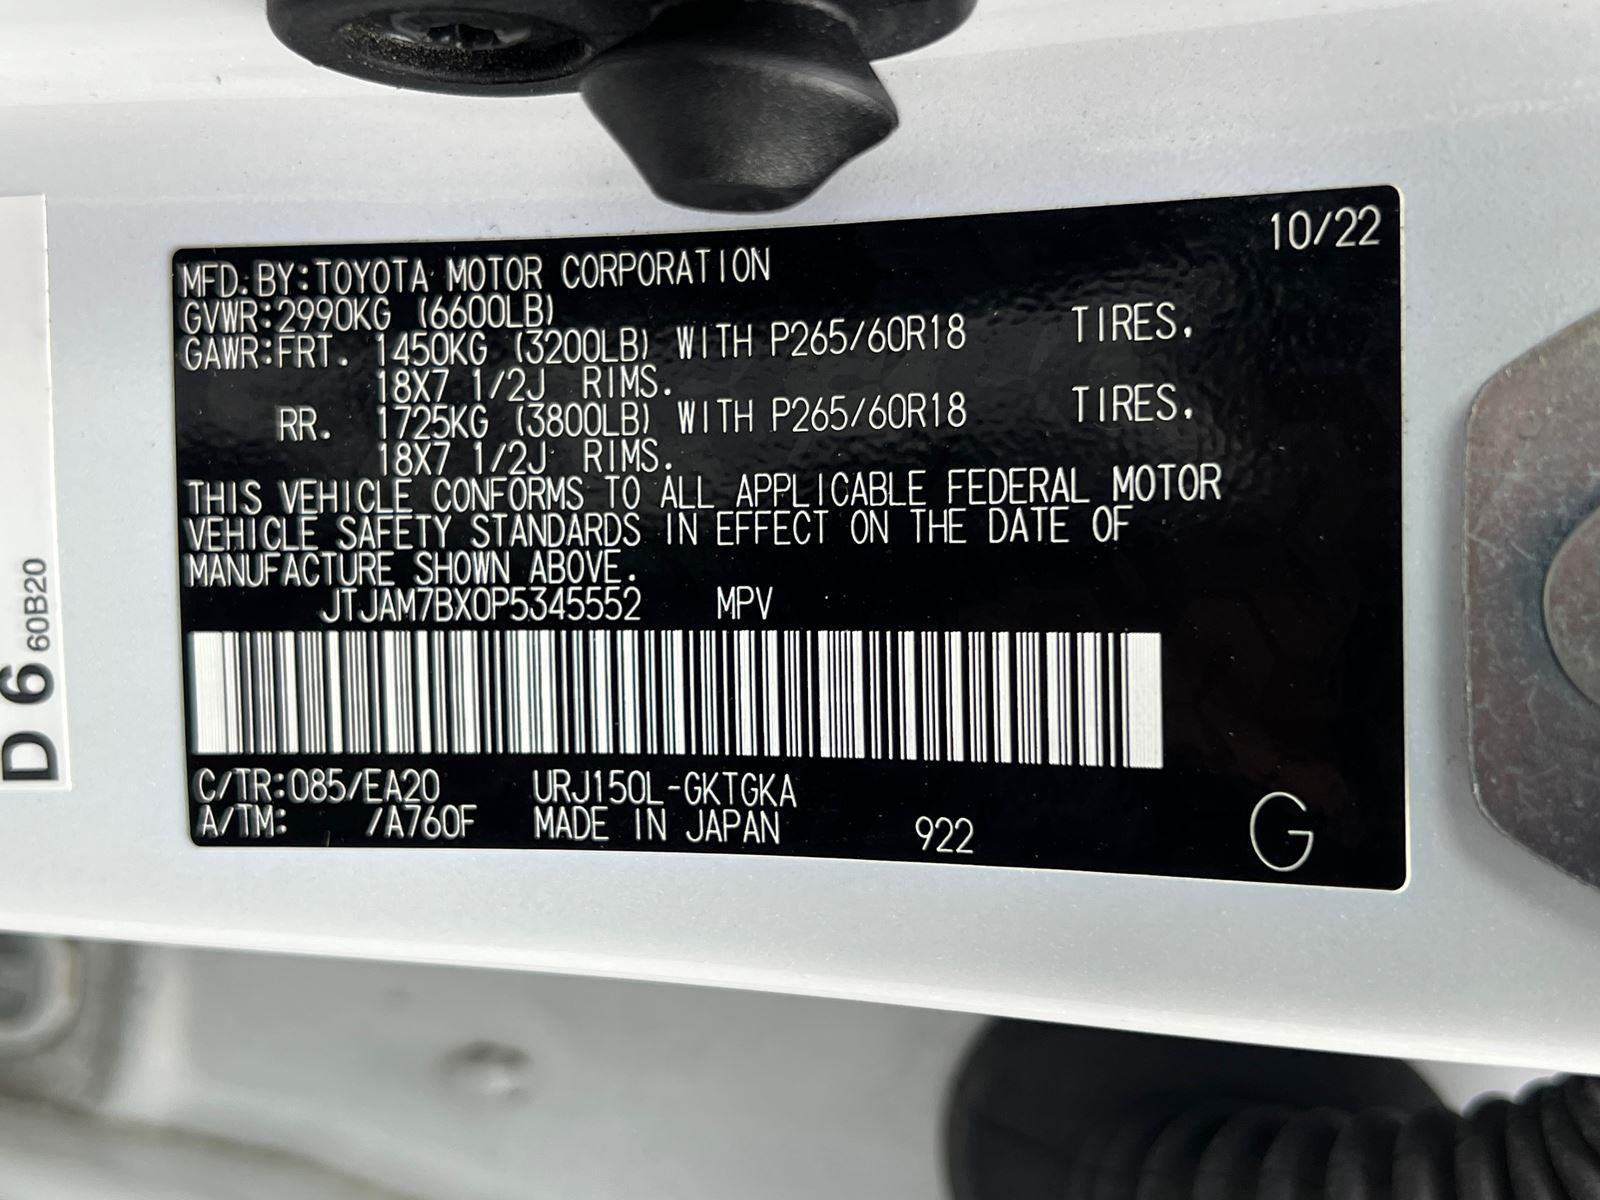 10/22
MFD.BY:TOYOTA MOTOR CORPORATION
GVWR:2990KG (6600LB)
GAWR:FRT. 1450KG (3200LB) WITH P265/60R18 TIRES.
18X7 1/2J RIMS.
RR. 1725KG (3800LB) WITH P265/60R18 TIRES.
18X7 1/2J RIMS.
THIS VEHICLE CONFORMS TO ALL APPLICABLE FEDERAL MOTOR
VEHICLE SAFETY STANDARDS IN EFFECT ON THE DATE OF
MANUFACTURE SHOWN ABOVE.
JTJAM7BX0P5345552 MPV
C/TR:085/EA20 URJ150L-GKTGKA
A/TM: /A760F MADE IN JAPAN 922 G
D 6 60B20